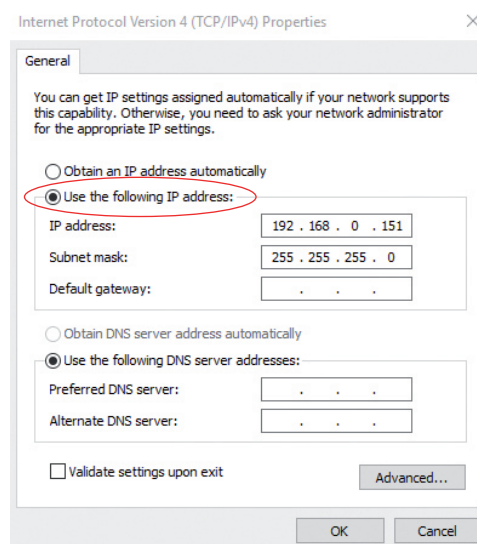 Internet Protocol Version 4 (TCP/IPv4) Properties
General
You can get IP settings assigned automatically if your network supports
this capability. Otherwise, you need to ask your network administrator
for the appropriate IP settings.
Obtain an IP address automatically
Use the following IP address:
IP address: 192 . 168 . 0 . 151
Subnet mask: 255 . 255 . 255 . 0
Default gateway: . . .
Obtain DNS server address automatically
Use the following DNS server addresses:
Preferred DNS server: . . .
Alternate DNS server: . . .
Validate settings upon exit
Advanced...
OK Cancel